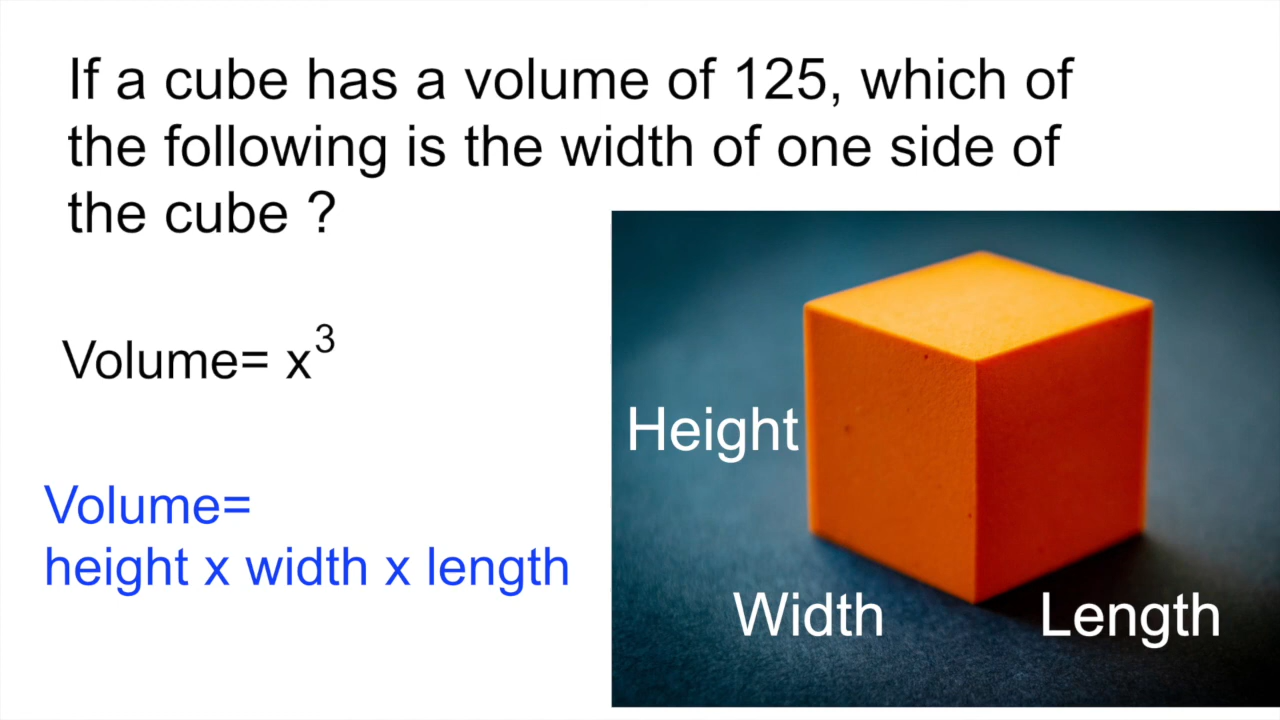 If a cube has a volume of 125, which of
the following is the width of one side of
the cube ?
Volume= x³
Volume=
height x width x length
Height
Width
Length